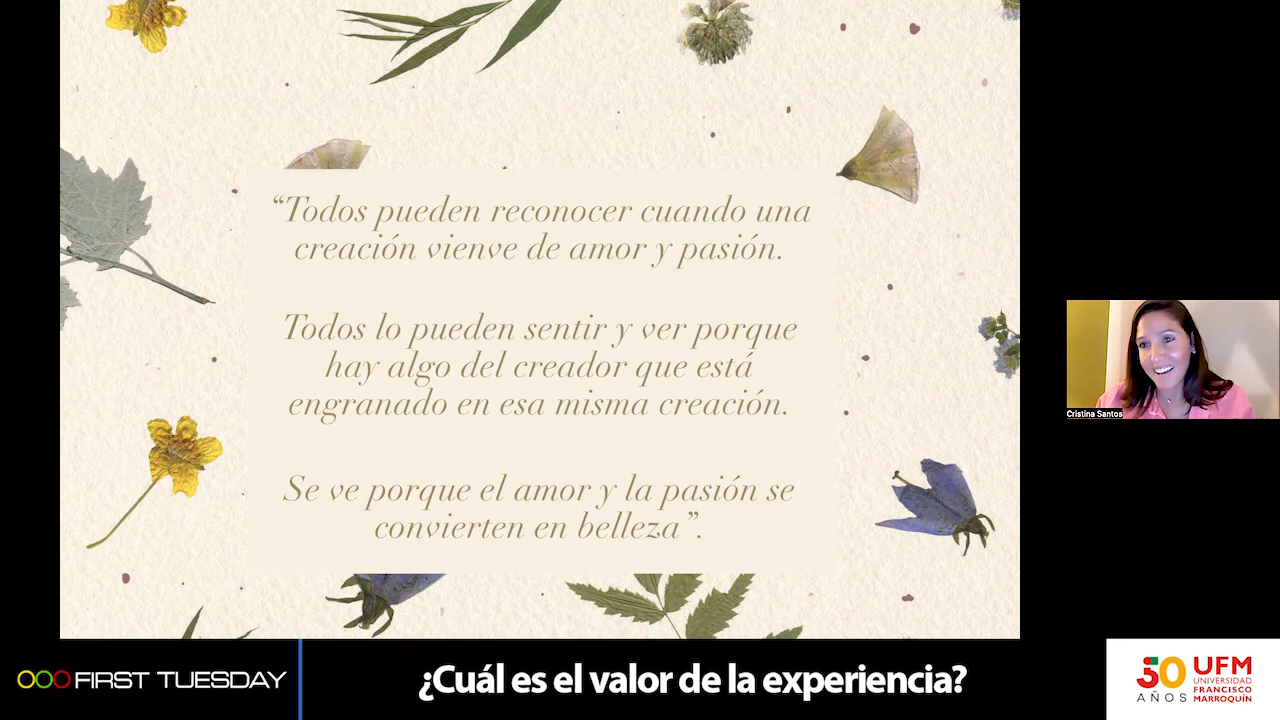 “Todos pueden reconocer cuando una
creación vienve de amor y pasión.
Todos lo pueden sentir y ver porque
hay algo del creador que está
engranado en esa misma creación.
Se ve porque el amor y la pasión se
convierten en belleza”.
Cristina Santos
FIRST TUESDAY
¿Cuál es el valor de la experiencia?
50
AÑOS
UFM
UNIVERSIDAD
FRANCISCO
MARROQUÍN